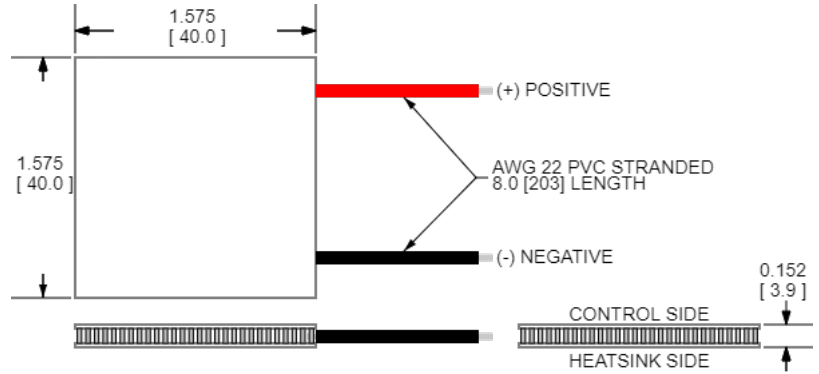 1.575
[ 40.0 ]
(+) POSITIVE
1.575
[ 40.0 ]
AWG 22 PVC STRANDED
8.0 [203] LENGTH
(-) NEGATIVE
0.152
[ 3.9 ]
CONTROL SIDE
HEATSINK SIDE